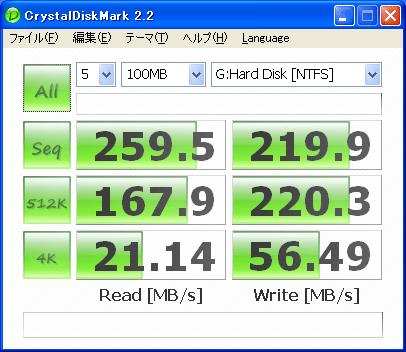 CrystalDiskMark 2.2
ファイル(F) 編集(E) テーマ(T) ヘルプ(H) Language
All 5 100MB G:Hard Disk [NTFS]
Seq 259.5 219.9
512K 167.9 220.3
4K 21.14 56.49
Read [MB/s] Write [MB/s]